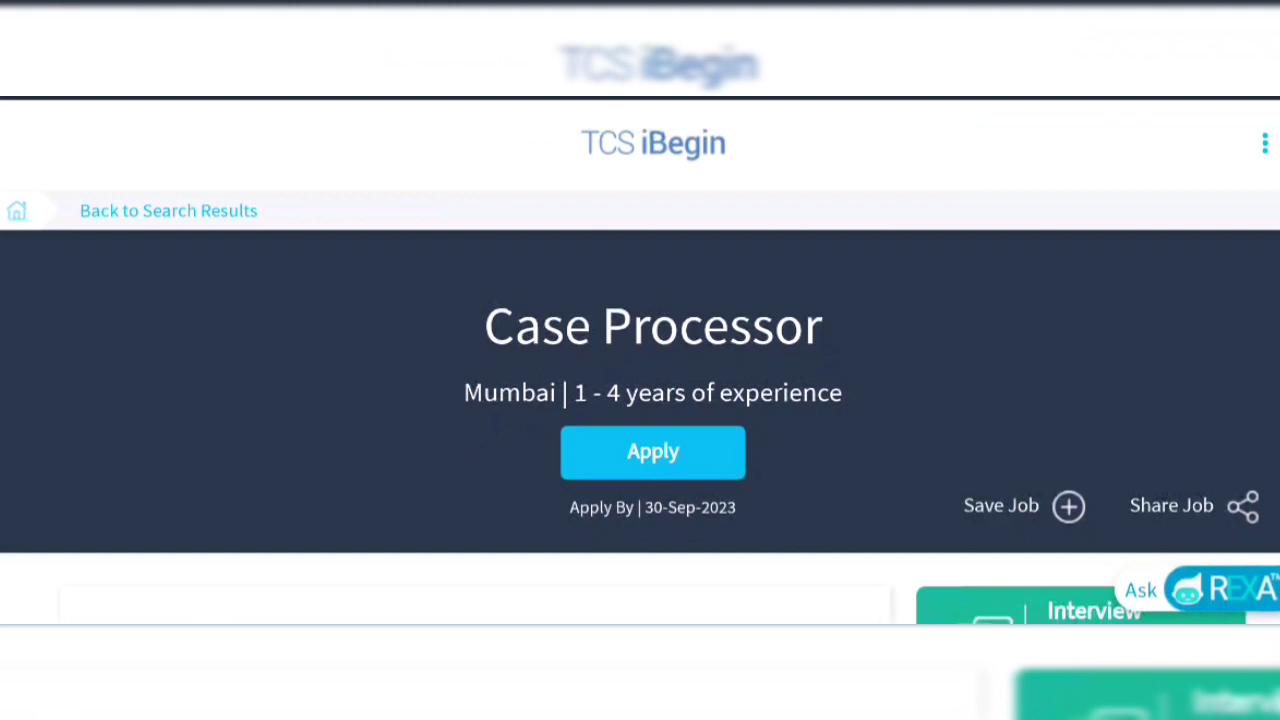 TCS iBegin
TCS iBegin
Back to Search Results
Case Processor
Mumbai | 1 - 4 years of experience
Apply
Apply By | 30-Sep-2023
Save Job
Share Job
Ask REXA
Interview